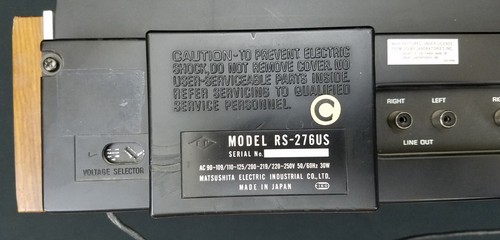 CAUTION-TO PREVENT ELECTRIC
SHOCK, DO NOT REMOVE COVER. NO
USER-SERVICEABLE PARTS INSIDE.
REFER SERVICING TO QUALIFIED
SERVICE PERSONNEL.
C
MODEL RS-276US
SERIAL No.
AC 90-109/110-125/200-219/220-250V 50/60Hz 30W
MATSUSHITA ELECTRIC INDUSTRIAL CO., LTD.
MADE IN JAPAN
VOLTAGE SELECTOR
RIGHT
LEFT
LINE OUT